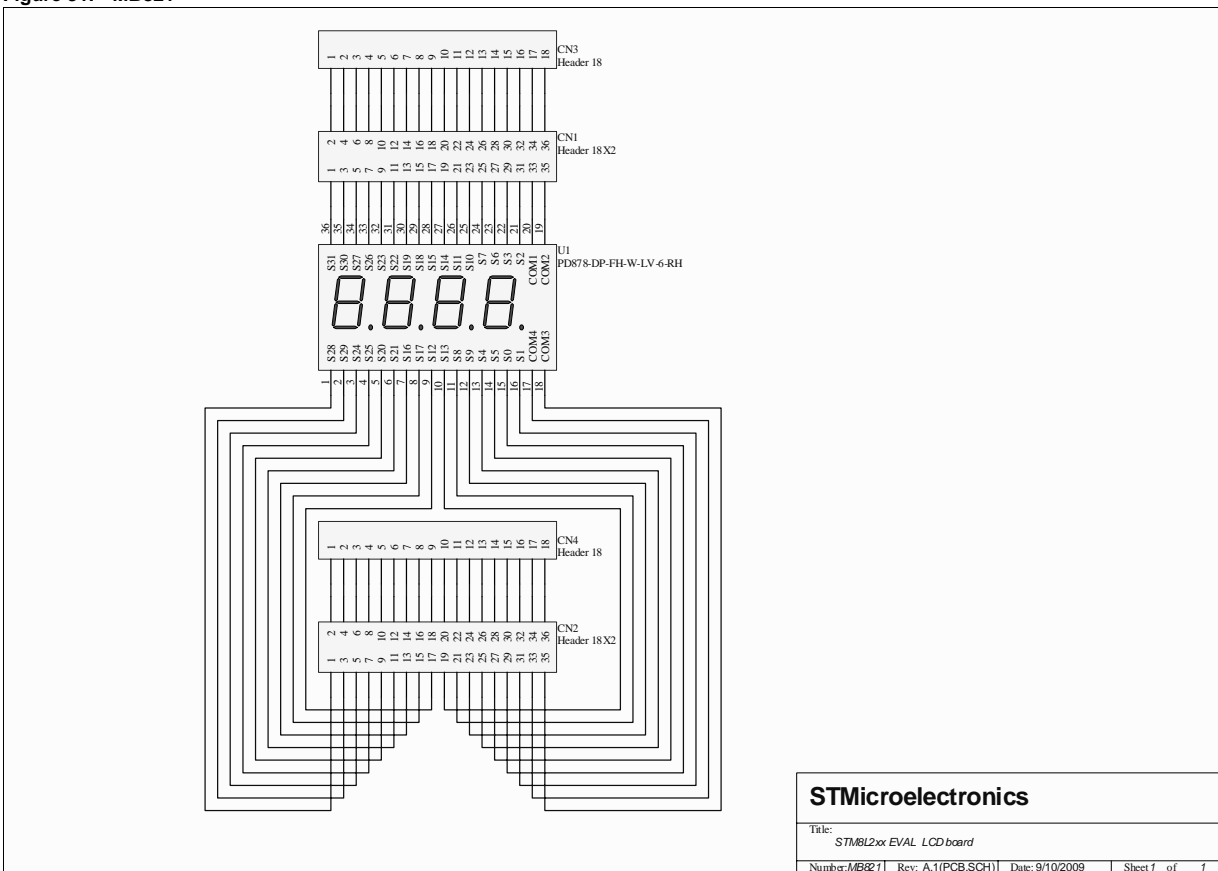 1 2 3 4 5 6 7 8 9 10 11 12 13 14 15 16 17 18
CN3
Header 18
2 4 6 8 10 12 14 16 18 20 22 24 26 28 30 32 34 36
CN1
Header 18X2
1 3 5 7 9 11 13 15 17 19 21 23 25 27 29 31 33 35
36 35 34 33 32 31 30 29 28 27 26 25 24 23 22 21 20 19
U1
PD878-DP-FH-W-LV-6-RH
S31 S30 S27 S26 S23 S22 S19 S18 S15 S14 S11 S10 S7 S6 S3 S2 COM1 COM2
8.8.8.8.
S28 S29 S24 S25 S20 S21 S16 S17 S12 S13 S8 S9 S4 S5 S0 S1 COM4 COM3
1 2 3 4 5 6 7 8 9 10 11 12 13 14 15 16 17 18
1 2 3 4 5 6 7 8 9 10 11 12 13 14 15 16 17 18
CN4
Header 18
2 4 6 8 10 12 14 16 18 20 22 24 26 28 30 32 34 36
CN2
Header 18X2
1 3 5 7 9 11 13 15 17 19 21 23 25 27 29 31 33 35
STMicroelectronics
Title:
STM8L2xx EVAL LCD board
Number:MB821 Rev: A.1(PCB.SCH) Date: 9/10/2009 Sheet 1 of 1